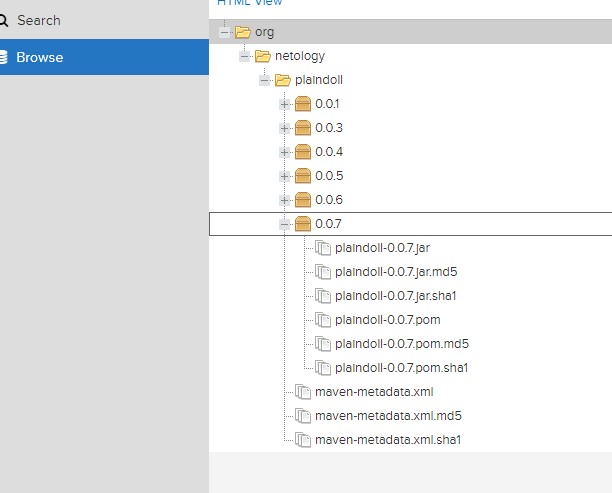 HTML View
Search
org
Browse
netology
plaindoll
0.0.1
0.0.3
0.0.4
0.0.5
0.0.6
0.0.7
plaindoll-0.0.7.jar
plaindoll-0.0.7.jar.md5
plaindoll-0.0.7.jar.sha1
plaindoll-0.0.7.pom
plaindoll-0.0.7.pom.md5
plaindoll-0.0.7.pom.sha1
maven-metadata.xml
maven-metadata.xml.md5
maven-metadata.xml.sha1